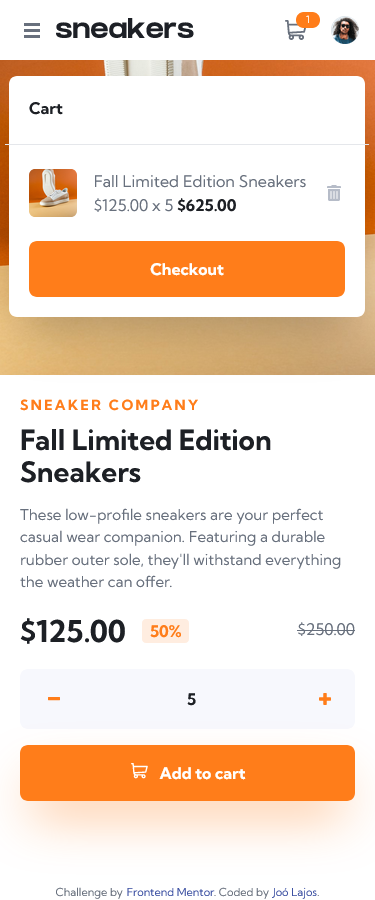 sneakers
1
Cart
Fall Limited Edition Sneakers
$125.00 x 5 $625.00
Checkout
SNEAKER COMPANY
Fall Limited Edition
Sneakers
These low-profile sneakers are your perfect
casual wear companion. Featuring a durable
rubber outer sole, they'll withstand everything
the weather can offer.
$125.00 50% $250.00
- 5 +
Add to cart
Challenge by Frontend Mentor. Coded by Joó Lajos.